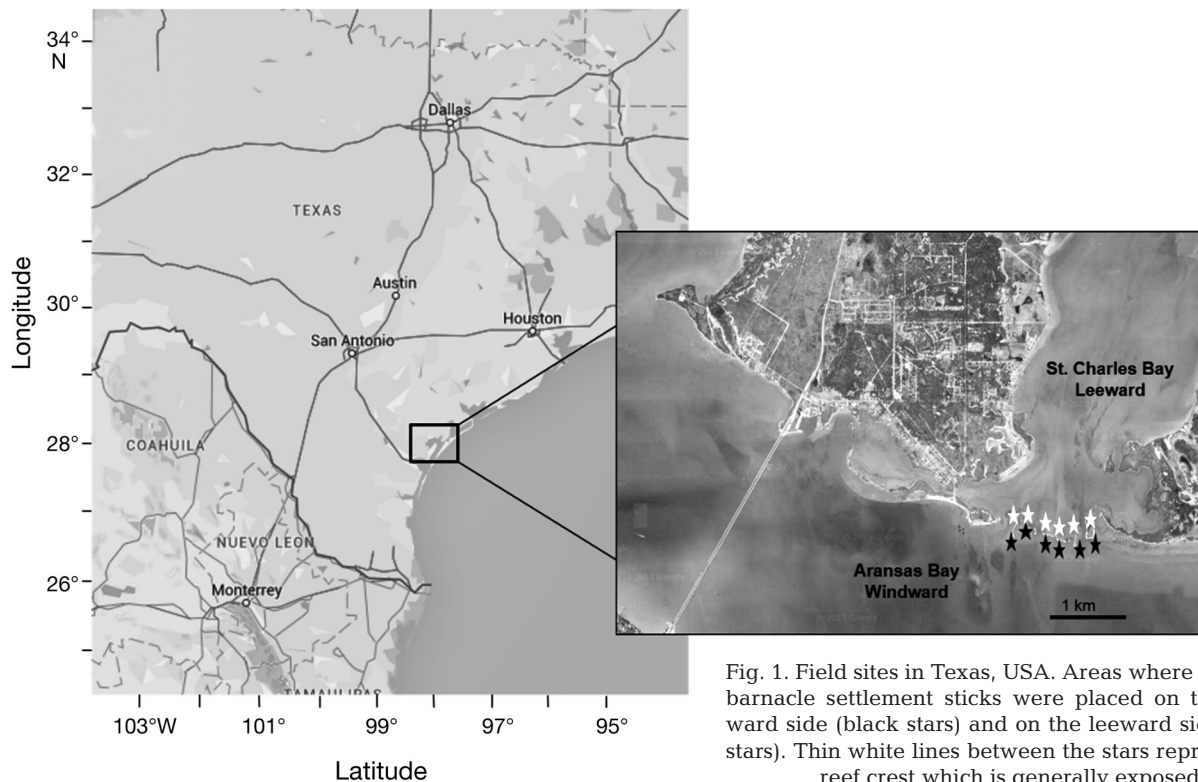 34°
N
32°
30°
28°
26°
Longitude
Dallas
TEXAS
Austin
Houston
San Antonio
COAHUILA
NUEVO LEON
Monterrey
TAMAULIPAS
103°W
101°
99°
97°
95°
Latitude
St. Charles Bay
Leeward
Aransas Bay
Windward
1 km
Fig. 1. Field sites in Texas, USA. Areas where
barnacle settlement sticks were placed on t
ward side (black stars) and on the leeward si
stars). Thin white lines between the stars repr
reef crest which is generally exposed